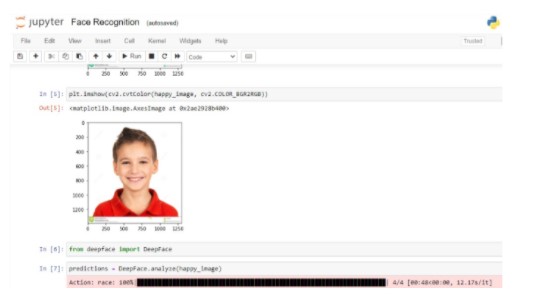 jupyter Face Recognition (autosaved)
File Edit View Insert Cell Kernel Widgets Help Trusted
Run Code
0 250 500 750 1000 1250
In [5]: plt.imshow(cv2.cvtColor(happy_image, cv2.COLOR_BGR2RGB))
Out[5]: <matplotlib.image.AxesImage at 0x2ae2928b400>
0
200
400
600
800
1000
1200
0 250 500 750 1000 1250
In [6]: from deepface import DeepFace
In [7]: predictions = DeepFace.analyze(happy_image)
Action: race: 100% 4/4 [00:48<00:00, 12.17s/it]